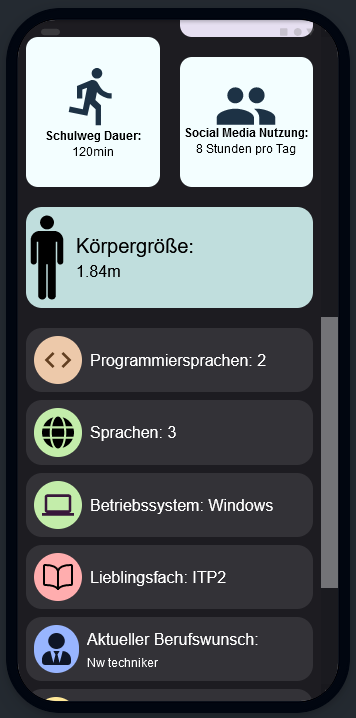 Schulweg Dauer:
120min
Social Media Nutzung:
8 Stunden pro Tag
Körpergröße:
1.84m
Programmiersprachen: 2
Sprachen: 3
Betriebssystem: Windows
Lieblingsfach: ITP2
Aktueller Berufswunsch:
Nw techniker